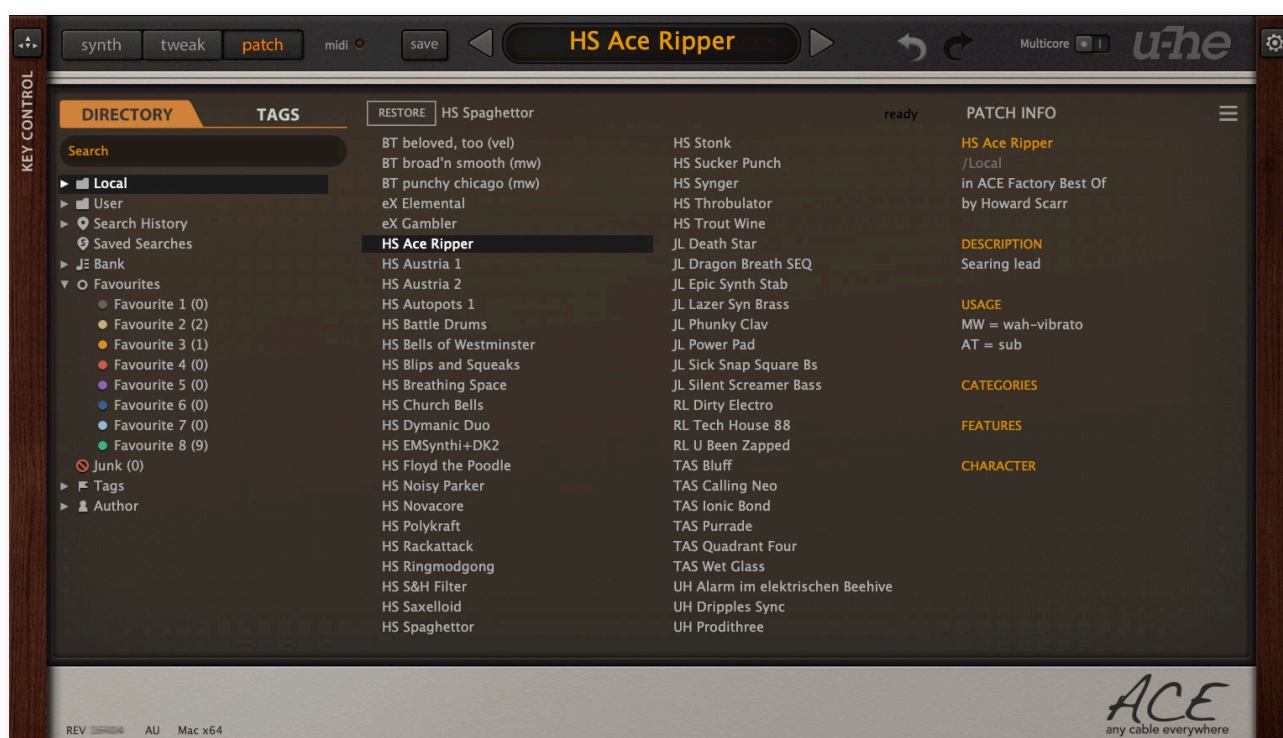 synth tweak patch midi save HS Ace Ripper Multicore u-he
KEY CONTROL
DIRECTORY TAGS
Search
Local
User
Search History
Saved Searches
Bank
Favourites
Favourite 1 (0)
Favourite 2 (2)
Favourite 3 (1)
Favourite 4 (0)
Favourite 5 (0)
Favourite 6 (0)
Favourite 7 (0)
Favourite 8 (9)
Junk (0)
Tags
Author
RESTORE HS Spaghettor ready
BT beloved, too (vel)
BT broad'n smooth (mw)
BT punchy chicago (mw)
eX Elemental
eX Gambler
HS Ace Ripper
HS Austria 1
HS Austria 2
HS Autopots 1
HS Battle Drums
HS Bells of Westminster
HS Blips and Squeaks
HS Breathing Space
HS Church Bells
HS Dymanic Duo
HS EMSynthi+DK2
HS Floyd the Poodle
HS Noisy Parker
HS Novacore
HS Polykraft
HS Rackattack
HS Ringmodgong
HS S&H Filter
HS Saxelloid
HS Spaghettor
HS Stonk
HS Sucker Punch
HS Synger
HS Throbulator
HS Trout Wine
JL Death Star
JL Dragon Breath SEQ
JL Epic Synth Stab
JL Lazer Syn Brass
JL Phunky Clav
JL Power Pad
JL Sick Snap Square Bs
JL Silent Screamer Bass
RL Dirty Electro
RL Tech House 88
RL U Been Zapped
TAS Bluff
TAS Calling Neo
TAS Ionic Bond
TAS Purrade
TAS Quadrant Four
TAS Wet Glass
UH Alarm im elektrischen Beehive
UH Dripples Sync
UH Prodithree
PATCH INFO
HS Ace Ripper
/Local
in ACE Factory Best Of
by Howard Scarr
DESCRIPTION
Searing lead
USAGE
MW = wah-vibrato
AT = sub
CATEGORIES
FEATURES
CHARACTER
REV AU Mac x64
ACE
any cable everywhere